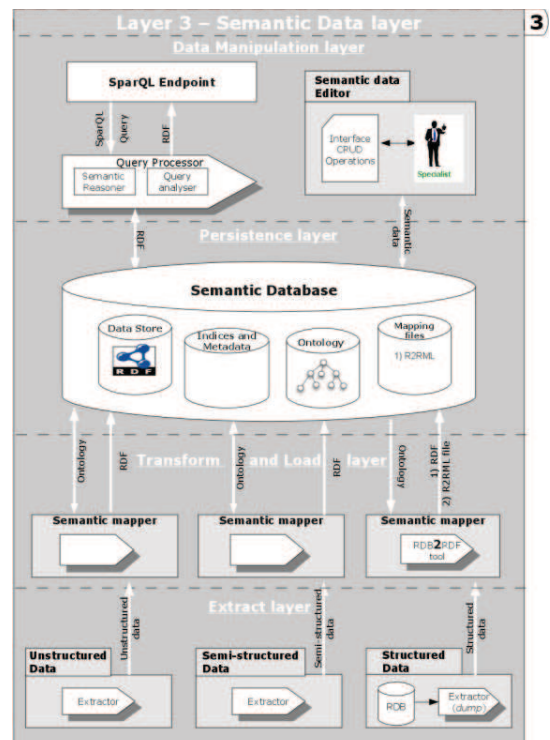 Layer 3 – Semantic Data layer
3
Data Manipulation layer
SparQL Endpoint
SparQL
Query
RDF
Query Processor
Semantic
Reasoner
Query
analyser
Semantic data
Editor
Interface
CRUD
Operations
Specialist
RDF
Semantic
data
Persistence layer
Semantic Database
Data Store
RDF
Indices and
Metadata
Ontology
Mapping
files
1) R2RML
Ontology
RDF
Ontology
RDF
Ontology
1) RDF
2) R2RML file
Transform and Load layer
Semantic mapper
Semantic mapper
Semantic mapper
RDB2RDF
tool
Extract layer
Unstructured
data
Semi-structured
data
Structured
data
Unstructured
Data
Extractor
Semi-structured
Data
Extractor
Structured
Data
RDB
Extractor
(dump)